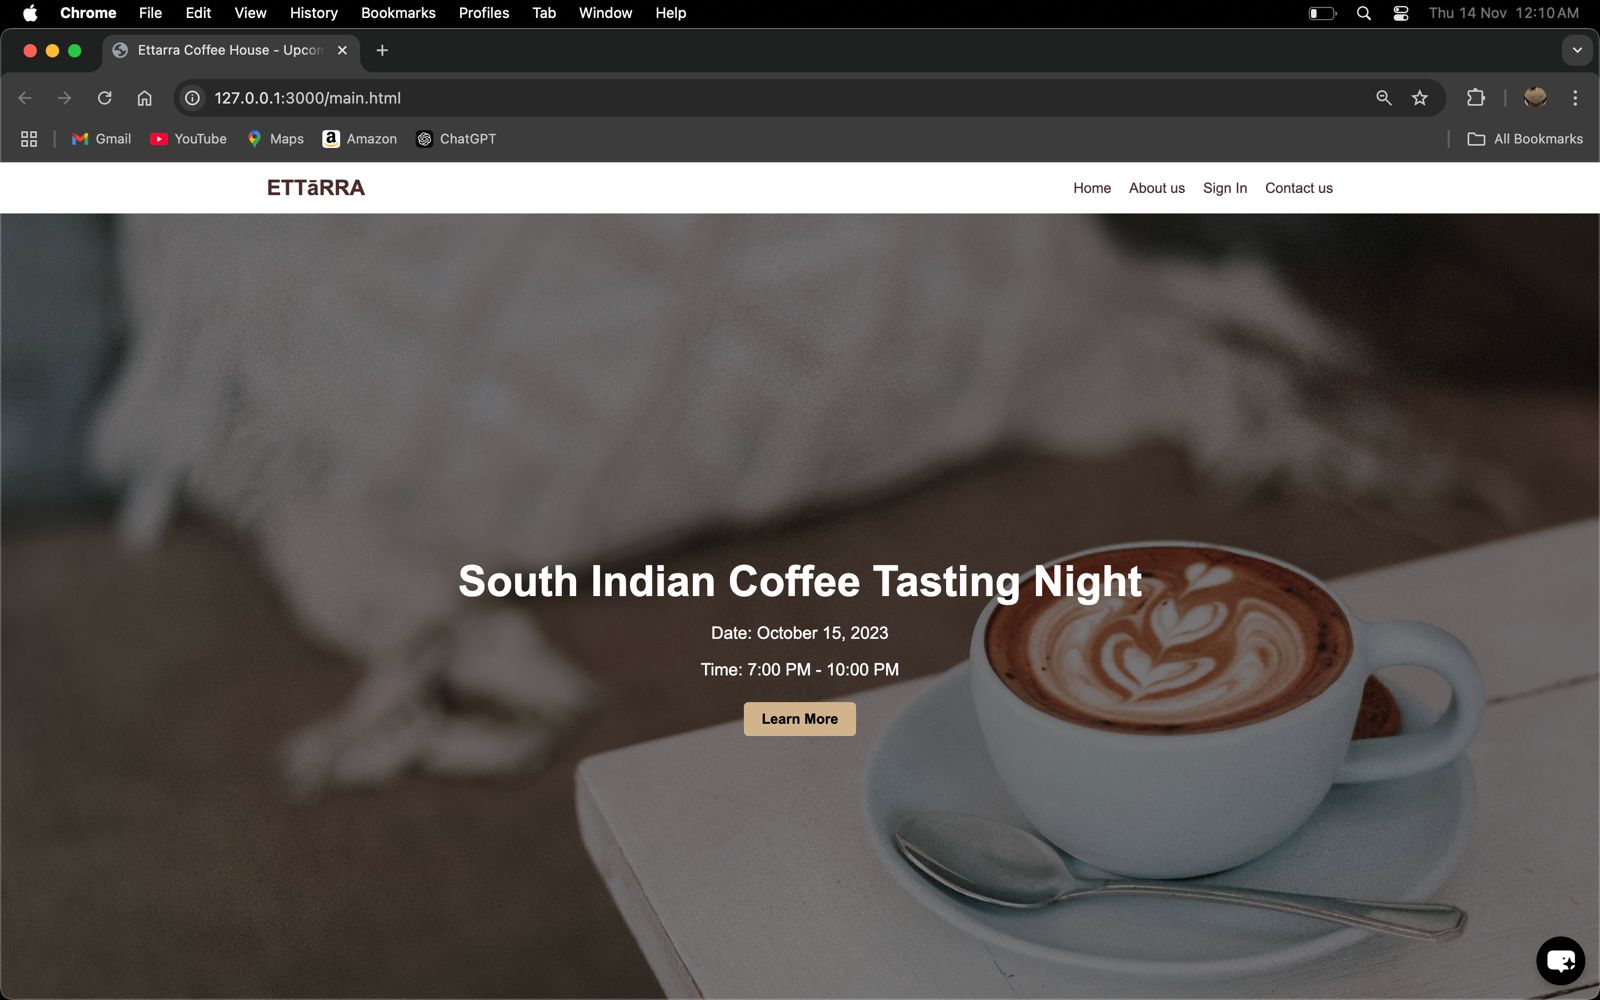 Chrome File Edit View History Bookmarks Profiles Tab Window Help Thu 14 Nov 12:10 AM
Ettarra Coffee House - Upcon
127.0.0.1:3000/main.html
Gmail YouTube Maps Amazon ChatGPT All Bookmarks
ETTāRRA Home About us Sign In Contact us
South Indian Coffee Tasting Night
Date: October 15, 2023
Time: 7:00 PM - 10:00 PM
Learn More